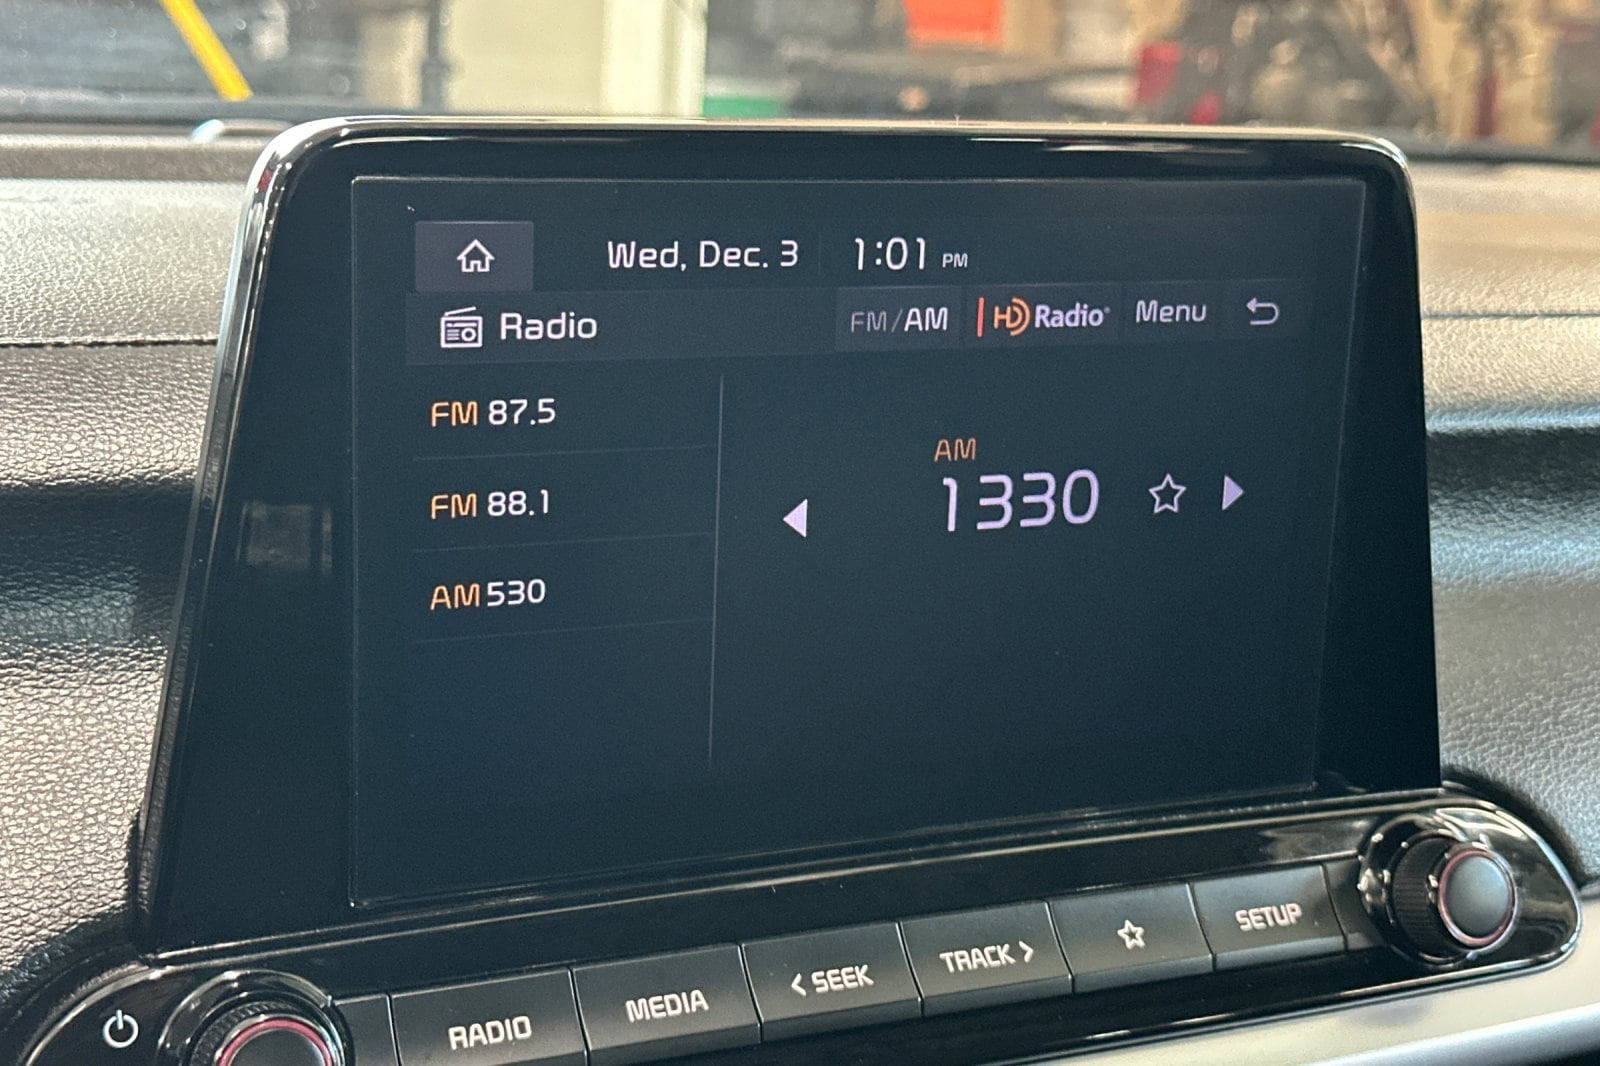 Wed, Dec. 3 1:01 PM
Radio FM/AM HD Radio® Menu
FM 87.5
FM 88.1
AM 530
AM
1330
RADIO MEDIA < SEEK TRACK > SETUP